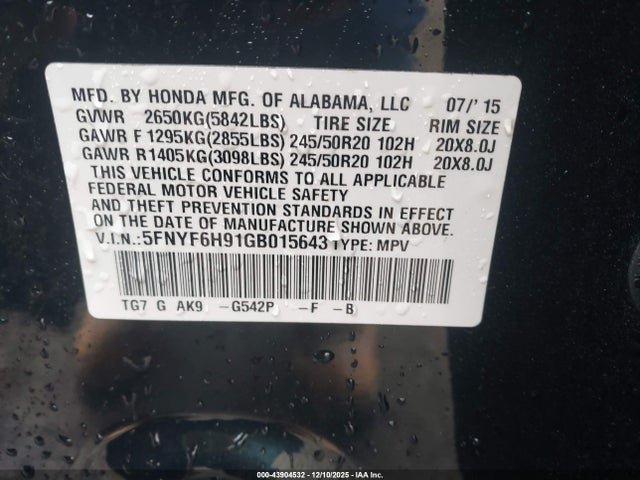 MFD. BY HONDA MFG. OF ALABAMA, LLC 07/'15
GVWR 2650KG(5842LBS) TIRE SIZE RIM SIZE
GAWR F 1295KG(2855LBS) 245/50R20 102H 20X8.0J
GAWR R 1405KG(3098LBS) 245/50R20 102H 20X8.0J
THIS VEHICLE CONFORMS TO ALL APPLICABLE
FEDERAL MOTOR VEHICLE SAFETY
AND THEFT PREVENTION STANDARDS IN EFFECT
ON THE DATE OF MANUFACTURE SHOWN ABOVE.
V.I.N.:5FNYF6H91GB015643 TYPE: MPV
TG7 G AK9 -G542P -F -B
000-43904532 - 12/10/2025 - IAAI, Inc.